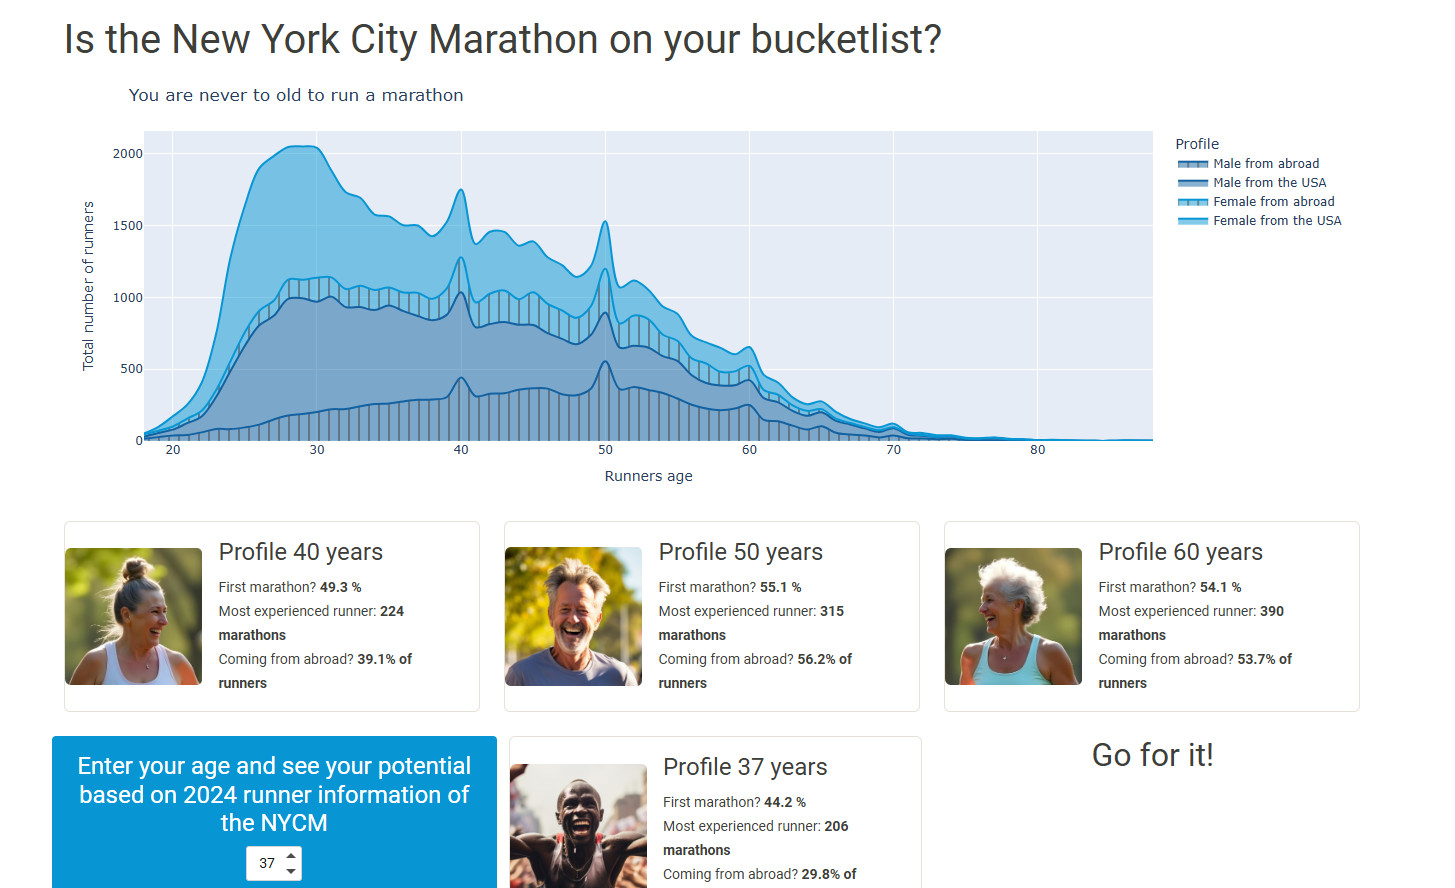 Is the New York City Marathon on your bucketlist?
You are never to old to run a marathon
Total number of runners
2000
1500
1000
500
0
20
30
40
50
60
70
80
Runners age
Profile
Male from abroad
Male from the USA
Female from abroad
Female from the USA
Profile 40 years
First marathon? 49.3 %
Most experienced runner: 224
marathons
Coming from abroad? 39.1% of
runners
Profile 50 years
First marathon? 55.1 %
Most experienced runner: 315
marathons
Coming from abroad? 56.2% of
runners
Profile 60 years
First marathon? 54.1 %
Most experienced runner: 390
marathons
Coming from abroad? 53.7% of
runners
Enter your age and see your potential
based on 2024 runner information of
the NYCM
37
Profile 37 years
First marathon? 44.2 %
Most experienced runner: 206
marathons
Coming from abroad? 29.8% of
Go for it!